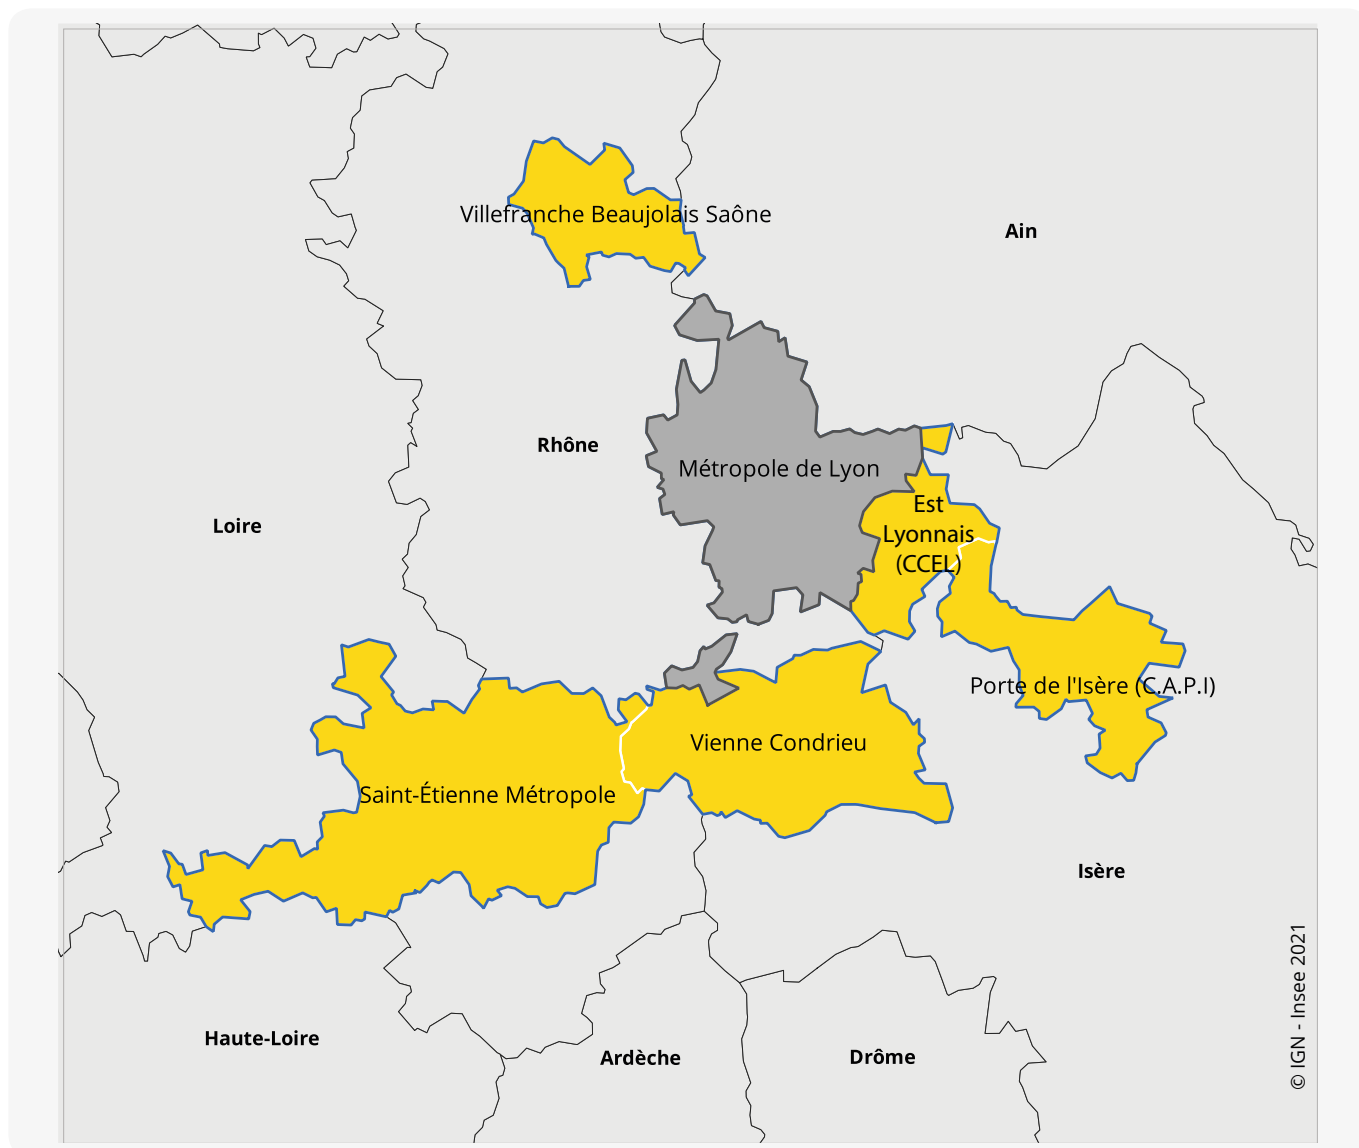 Villefranche Beaujolais Saône
Ain
Rhône
Métropole de Lyon
Loire
Est
Lyonnais
(CCEL)
Porte de l'Isère (C.A.P.I)
Vienne Condrieu
Saint-Étienne Métropole
Isère
Haute-Loire
Ardèche
Drôme
© IGN - Insee 2021